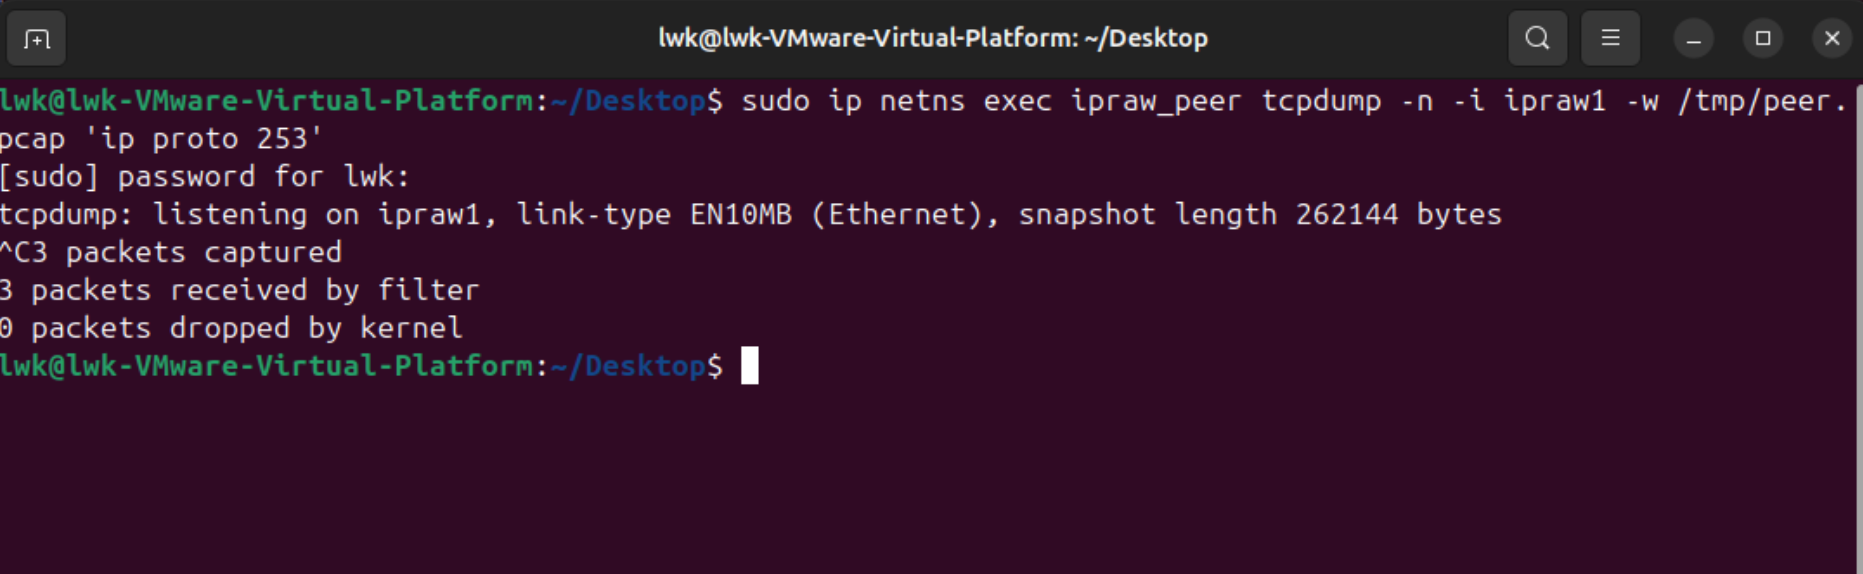 lwk@lwk-VMware-Virtual-Platform: ~/Desktop
lwk@lwk-VMware-Virtual-Platform:~/Desktop$ sudo ip netns exec ipraw_peer tcpdump -n -i ipraw1 -w /tmp/peer.
pcap 'ip proto 253'
[sudo] password for lwk:
tcpdump: listening on ipraw1, link-type EN10MB (Ethernet), snapshot length 262144 bytes
^C3 packets captured
3 packets received by filter
0 packets dropped by kernel
lwk@lwk-VMware-Virtual-Platform:~/Desktop$